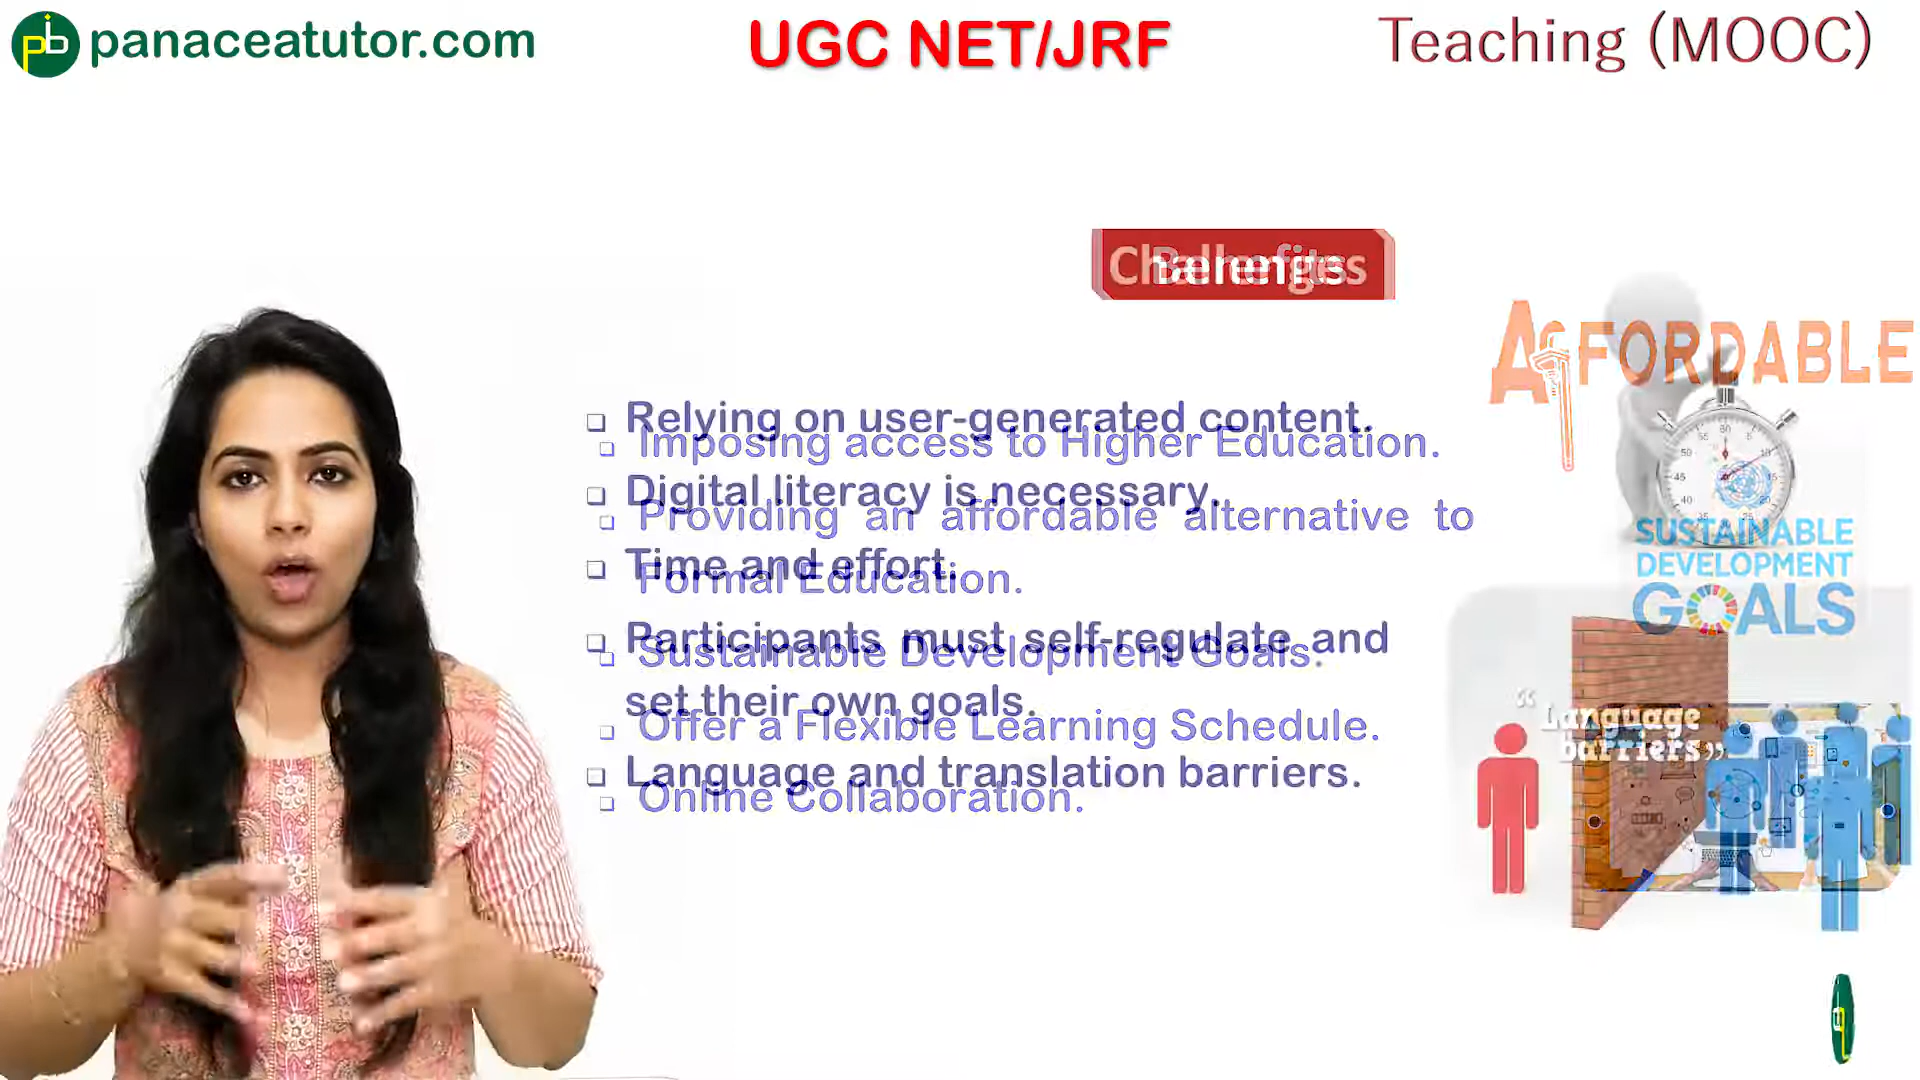 panaceatutor.com
UGC NET/JRF
Teaching (MOOC)
Challenges
Benefits
AFFORDABLE
❑ Relying on user-generated content.
❑ Digital literacy is necessary.
❑ Time and effort.
❑ Participants must self-regulate and
set their own goals.
❑ Language and translation barriers.
❑ Imposing access to Higher Education.
❑ Providing an affordable alternative to
Formal Education.
❑ Sustainable Development Goals.
❑ Offer a Flexible Learning Schedule.
❑ Online Collaboration.
SUSTAINABLE
DEVELOPMENT
GOALS
“Language
barriers”